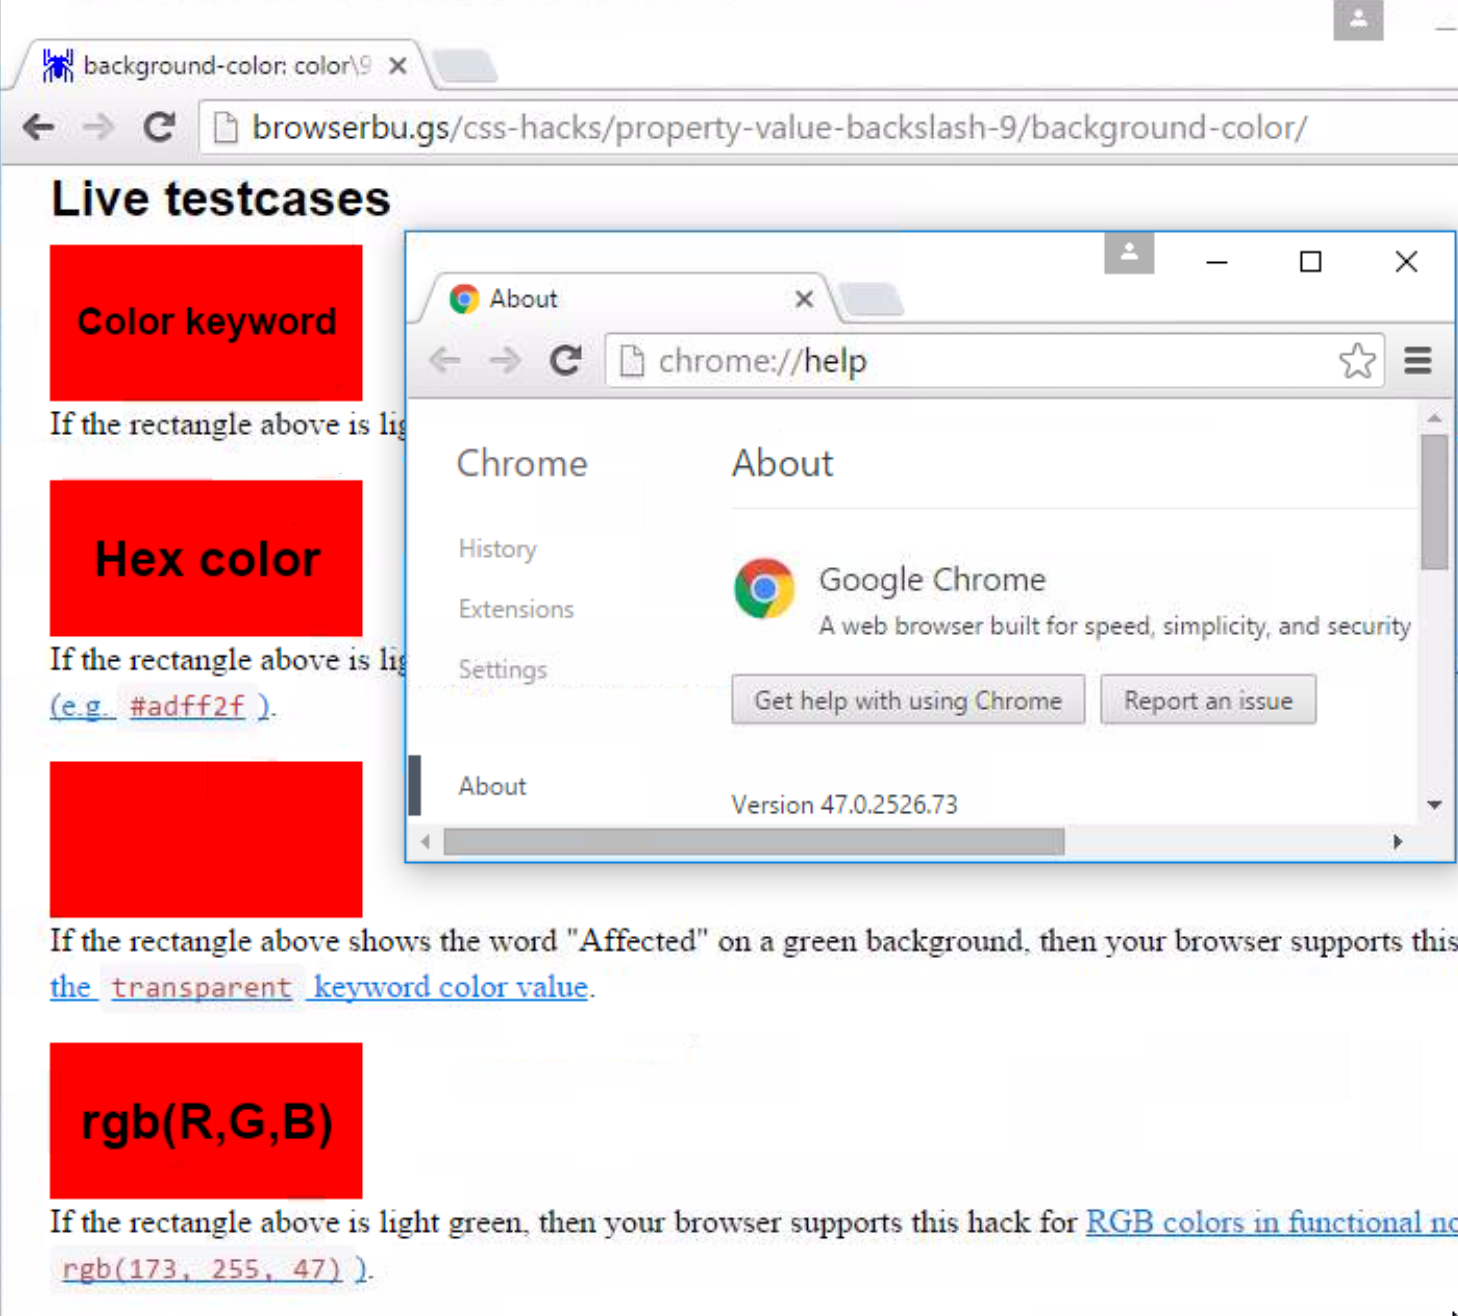 background-color: color\9
browserbu.gs/css-hacks/property-value-backslash-9/background-color/
Live testcases
Color keyword
If the rectangle above is lig
Hex color
If the rectangle above is lig
(e.g. #adff2f ).
If the rectangle above shows the word "Affected" on a green background, then your browser supports this
the transparent keyword color value.
rgb(R,G,B)
If the rectangle above is light green, then your browser supports this hack for RGB colors in functional no
rgb(173, 255, 47) ).
About
chrome://help
Chrome
History
Extensions
Settings
About
About
Google Chrome
A web browser built for speed, simplicity, and security
Get help with using Chrome
Report an issue
Version 47.0.2526.73